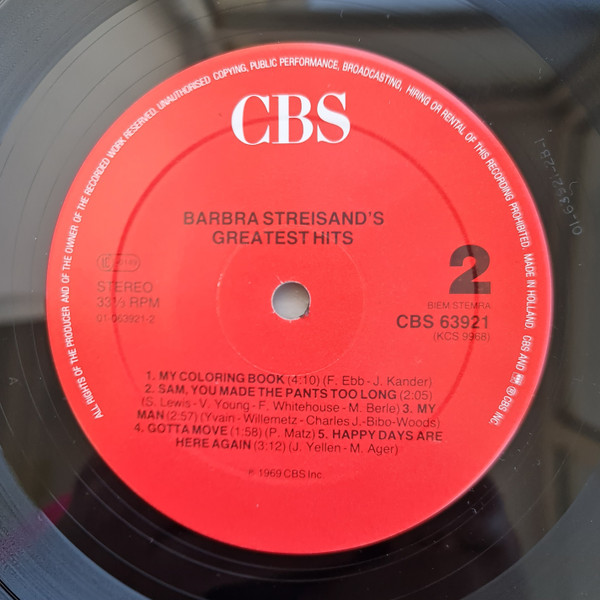 ALL RIGHTS OF THE PRODUCER AND OF THE OWNER OF THE RECORDED WORK RESERVED. UNAUTHORISED COPYING, PUBLIC PERFORMANCE, BROADCASTING, HIRING OR RENTAL OF THIS RECORDING PROHIBITED. MADE IN HOLLAND. CBS AND ℗ CBS INC.
CBS
BARBRA STREISAND'S
GREATEST HITS
STEREO
33⅓ RPM
01-063921-2
2
BIEM STEMRA
CBS 63921
(KCS 9968)
1. MY COLORING BOOK (4:10) (F. Ebb - J. Kander)
2. SAM, YOU MADE THE PANTS TOO LONG (2:05)
(S. Lewis - V. Young - F. Whitehouse - M. Berle) 3. MY
MAN (2:57) (Yvain - Willemetz - Charles J.-Bibo-Woods)
4. GOTTA MOVE (1:58) (P. Matz) 5. HAPPY DAYS ARE
HERE AGAIN (3:12) (J. Yellen - M. Ager)
℗ 1969 CBS Inc.